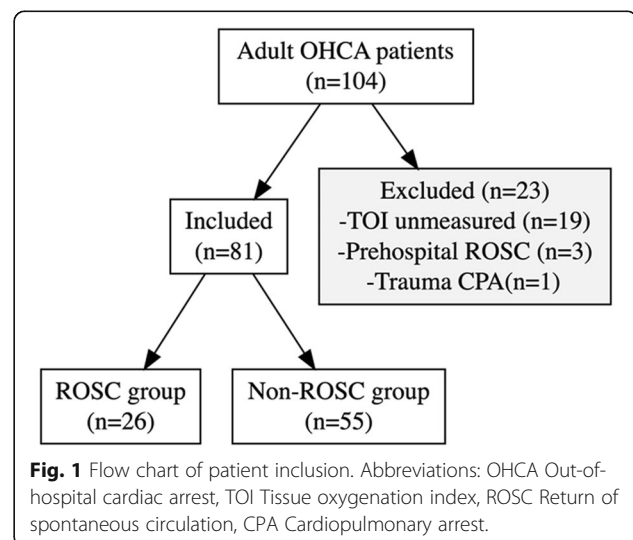 Adult OHCA patients
(n=104)
Included
(n=81)
Excluded (n=23)
-TOI unmeasured (n=19)
-Prehospital ROSC (n=3)
-Trauma CPA(n=1)
ROSC group
(n=26)
Non-ROSC group
(n=55)
Fig. 1 Flow chart of patient inclusion. Abbreviations: OHCA Out-of-
hospital cardiac arrest, TOI Tissue oxygenation index, ROSC Return of
spontaneous circulation, CPA Cardiopulmonary arrest.